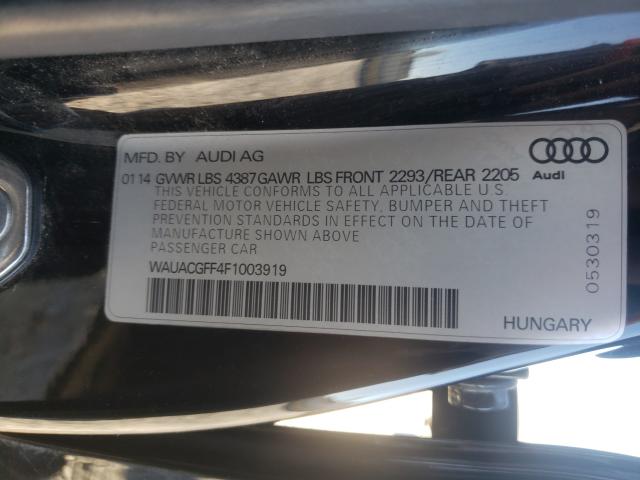 MFD. BY AUDI AG
0114 GVWR LBS 4387 GAWR LBS FRONT 2293/REAR 2205
Audi
THIS VEHICLE CONFORMS TO ALL APPLICABLE U.S.
FEDERAL MOTOR VEHICLE SAFETY, BUMPER AND THEFT
PREVENTION STANDARDS IN EFFECT ON THE DATE OF
MANUFACTURE SHOWN ABOVE
PASSENGER CAR
WAUACGFF4F1003919
HUNGARY
0530319